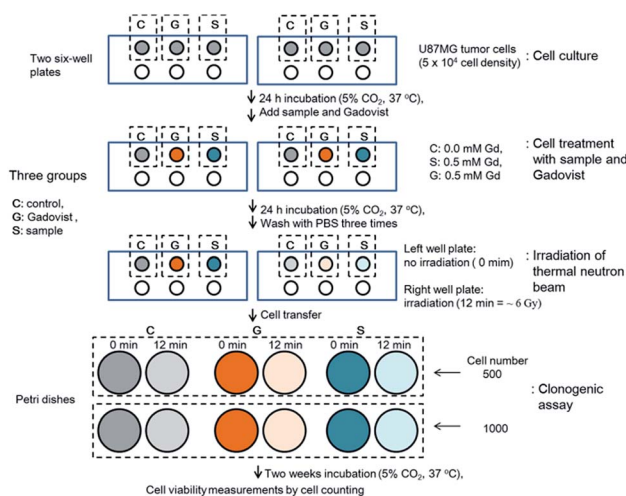 C G S C G S
Two six-well
plates
U87MG tumor cells
(5 x 10⁴ cell density)
: Cell culture
24 h incubation (5% CO₂, 37 °C),
Add sample and Gadovist
C G S C G S
C: 0.0 mM Gd,
S: 0.5 mM Gd,
G: 0.5 mM Gd
: Cell treatment
with sample and
Gadovist
Three groups
C: control,
G: Gadovist ,
S: sample
24 h incubation (5% CO₂, 37 °C),
Wash with PBS three times
C G S C G S
Left well plate:
no irradiation ( 0 mim)
Right well plate:
irradiation (12 min = ~ 6 Gy)
: Irradiation of
thermal neutron
beam
Cell transfer
C G S
0 min 12 min 0 min 12 min 0 min 12 min
Cell number
500
Petri dishes
: Clonogenic
assay
1000
Two weeks incubation (5% CO₂, 37 °C),
Cell viability measurements by cell counting